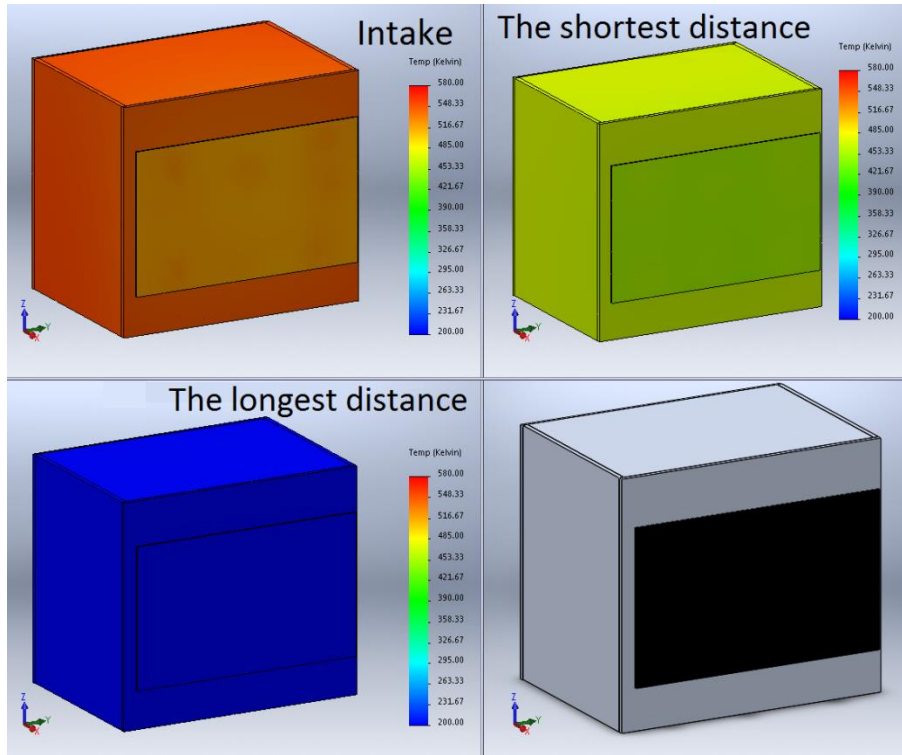 Intake
Temp (Kelvin)
580.00
548.33
516.67
485.00
453.33
421.67
390.00
358.33
326.67
295.00
263.33
231.67
200.00
Z
Y
X
The shortest distance
Temp (Kelvin)
580.00
548.33
516.67
485.00
453.33
421.67
390.00
358.33
326.67
295.00
263.33
231.67
200.00
Z
Y
X
The longest distance
Temp (Kelvin)
580.00
548.33
516.67
485.00
453.33
421.67
390.00
358.33
326.67
295.00
263.33
231.67
200.00
Z
Y
X
Z
Y
X